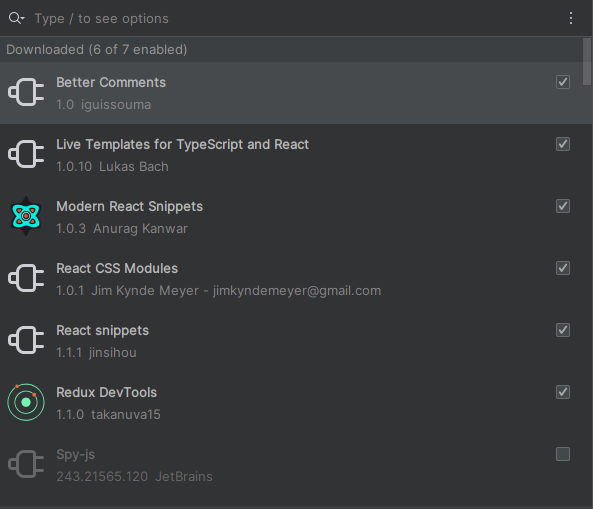 Type / to see options
Downloaded (6 of 7 enabled)
Better Comments
1.0 iguissouma
Live Templates for TypeScript and React
1.0.10 Lukas Bach
Modern React Snippets
1.0.3 Anurag Kanwar
React CSS Modules
1.0.1 Jim Kynde Meyer - jimkyndemeyer@gmail.com
React snippets
1.1.1 jinsihou
Redux DevTools
1.1.0 takanuva15
Spy-js
243.21565.120 JetBrains